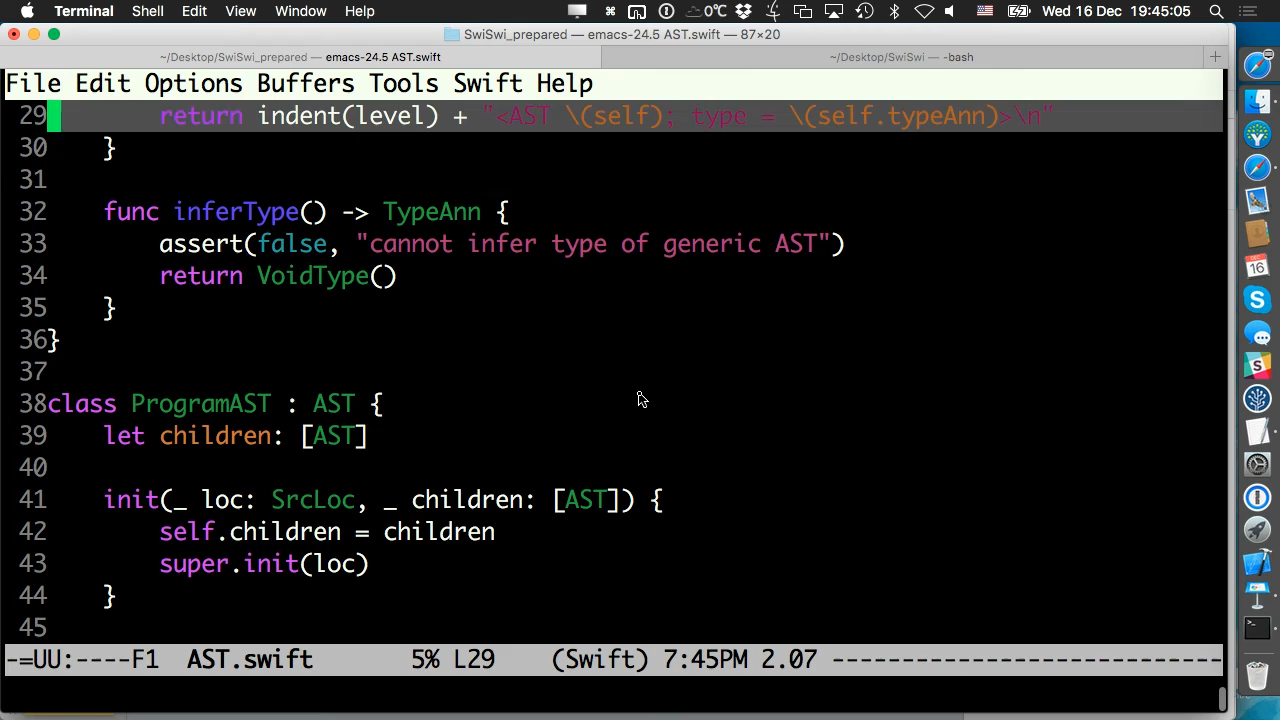 Terminal Shell Edit View Window Help 0°C Wed 16 Dec 19:45:05
SwiSwi_prepared — emacs-24.5 AST.swift — 87×20
~/Desktop/SwiSwi_prepared — emacs-24.5 AST.swift ~/Desktop/SwiSwi — -bash
File Edit Options Buffers Tools Swift Help
29 return indent(level) + "<AST \(self); type = \(self.typeAnn)>\n"
30 }
31
32 func inferType() -> TypeAnn {
33 assert(false, "cannot infer type of generic AST")
34 return VoidType()
35 }
36}
37
38class ProgramAST : AST {
39 let children: [AST]
40
41 init(_ loc: SrcLoc, _ children: [AST]) {
42 self.children = children
43 super.init(loc)
44 }
45
-=UU:----F1 AST.swift 5% L29 (Swift) 7:45PM 2.07 -----------------------------